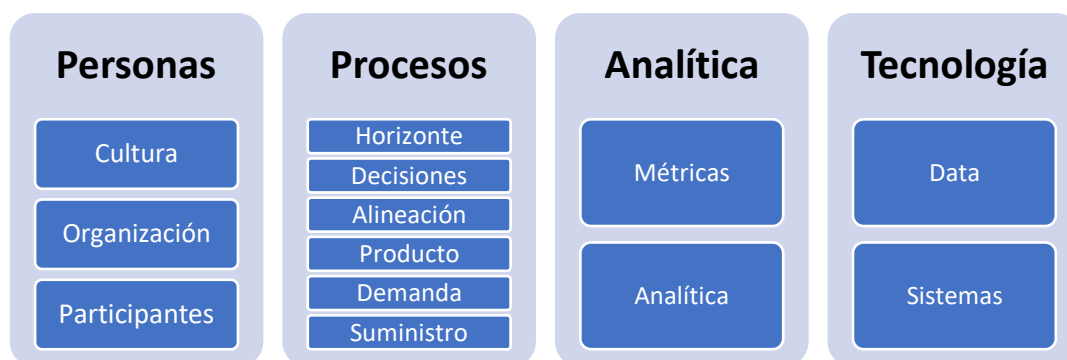 Personas
Cultura
Organización
Participantes
Procesos
Horizonte
Decisiones
Alineación
Producto
Demanda
Suministro
Analítica
Métricas
Analítica
Tecnología
Data
Sistemas